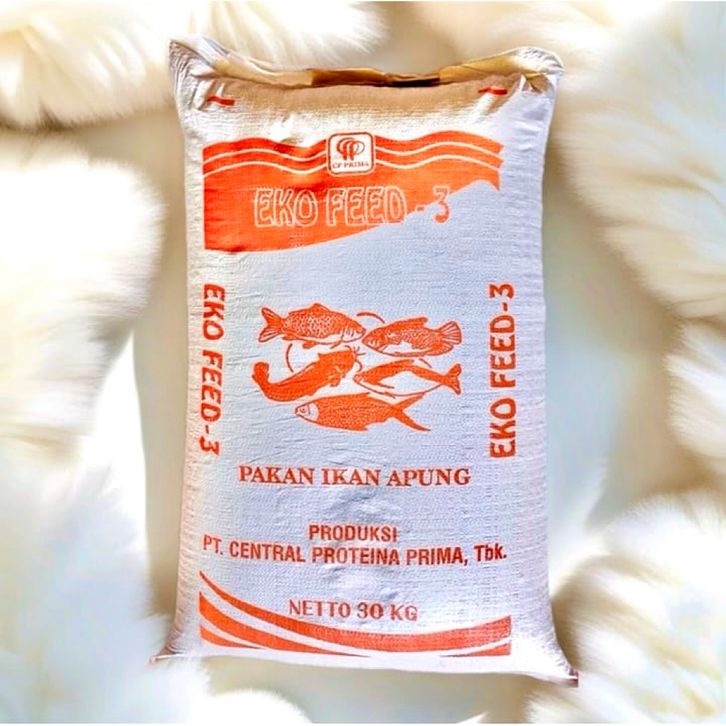 CP PRIMA
EKO FEED - 3
EKO FEED-3
EKO FEED-3
PAKAN IKAN APUNG
PRODUKSI
PT. CENTRAL PROTEINA PRIMA, Tbk.
NETTO 30 KG